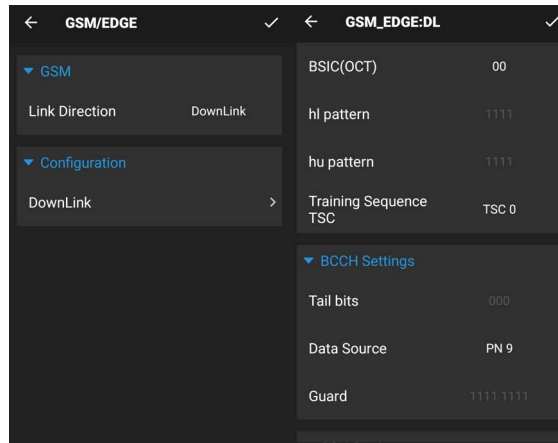 GSM/EDGE
GSM
Link Direction DownLink
Configuration
DownLink
GSM_EDGE:DL
BSIC(OCT) 00
hl pattern 1111
hu pattern 1111
Training Sequence
TSC TSC 0
BCCH Settings
Tail bits 000
Data Source PN 9
Guard 1111 1111